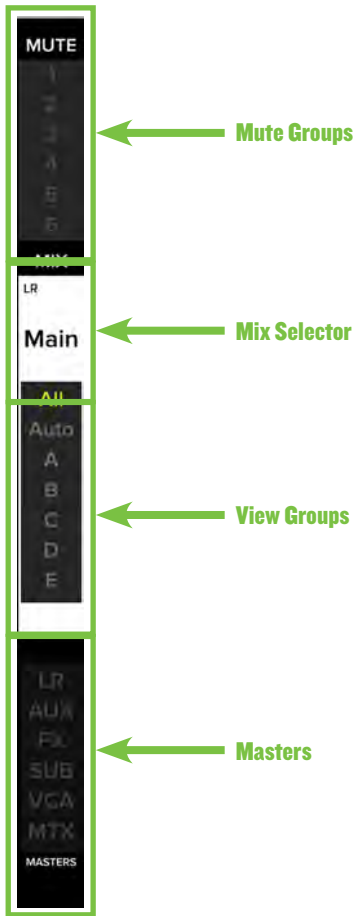 MUTE
1
2
3
4
5
6
Mute Groups
MIX
LR
Main
Mix Selector
All
Auto
A
B
C
D
E
View Groups
LR
AUX
FX
SUB
VCA
MTX
MASTERS
Masters